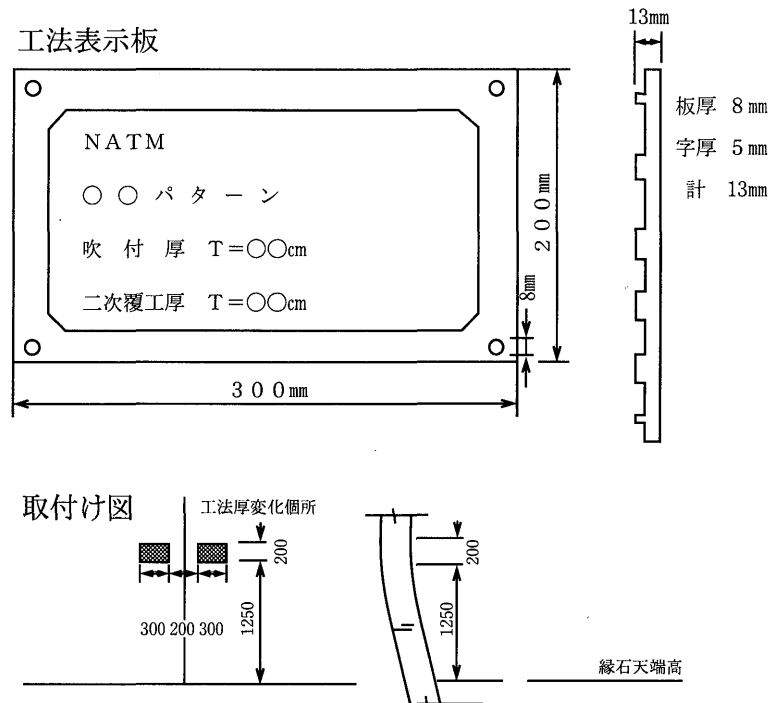 工法表示板
13mm
板厚 8mm
字厚 5mm
計 13mm
NATM
○○パターン
吹付厚 T=○○cm
二次覆工厚 T=○○cm
200mm
8mm
300mm
取付け図
工法厚変化個所
200
1250
300 200 300
200
1250
縁石天端高